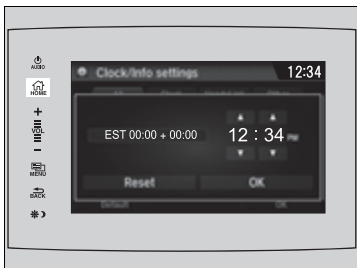 AUDIO
HOME
+
VOL
-
MENU
BACK
Clock/Info settings
12:34
EST 00:00 + 00:00
12 : 34 PM
Reset
OK
Default
OK